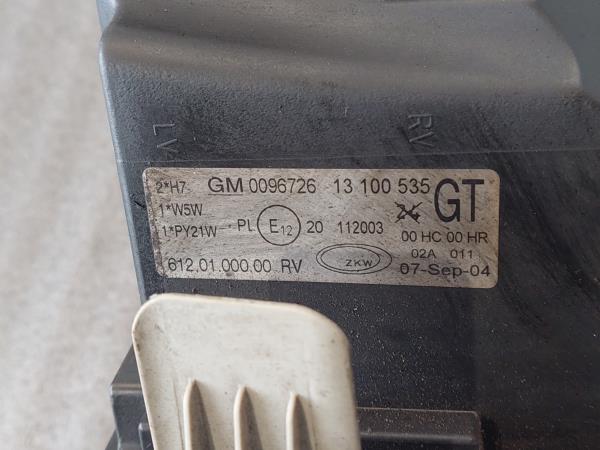 LV RV
2*H7 GM 0096726 13 100 535 GT
1*W5W
1*PY21W PL E12 20 112003 00 HC 00 HR
02A 011
612.01.000.00 RV ZKW 07-Sep-04